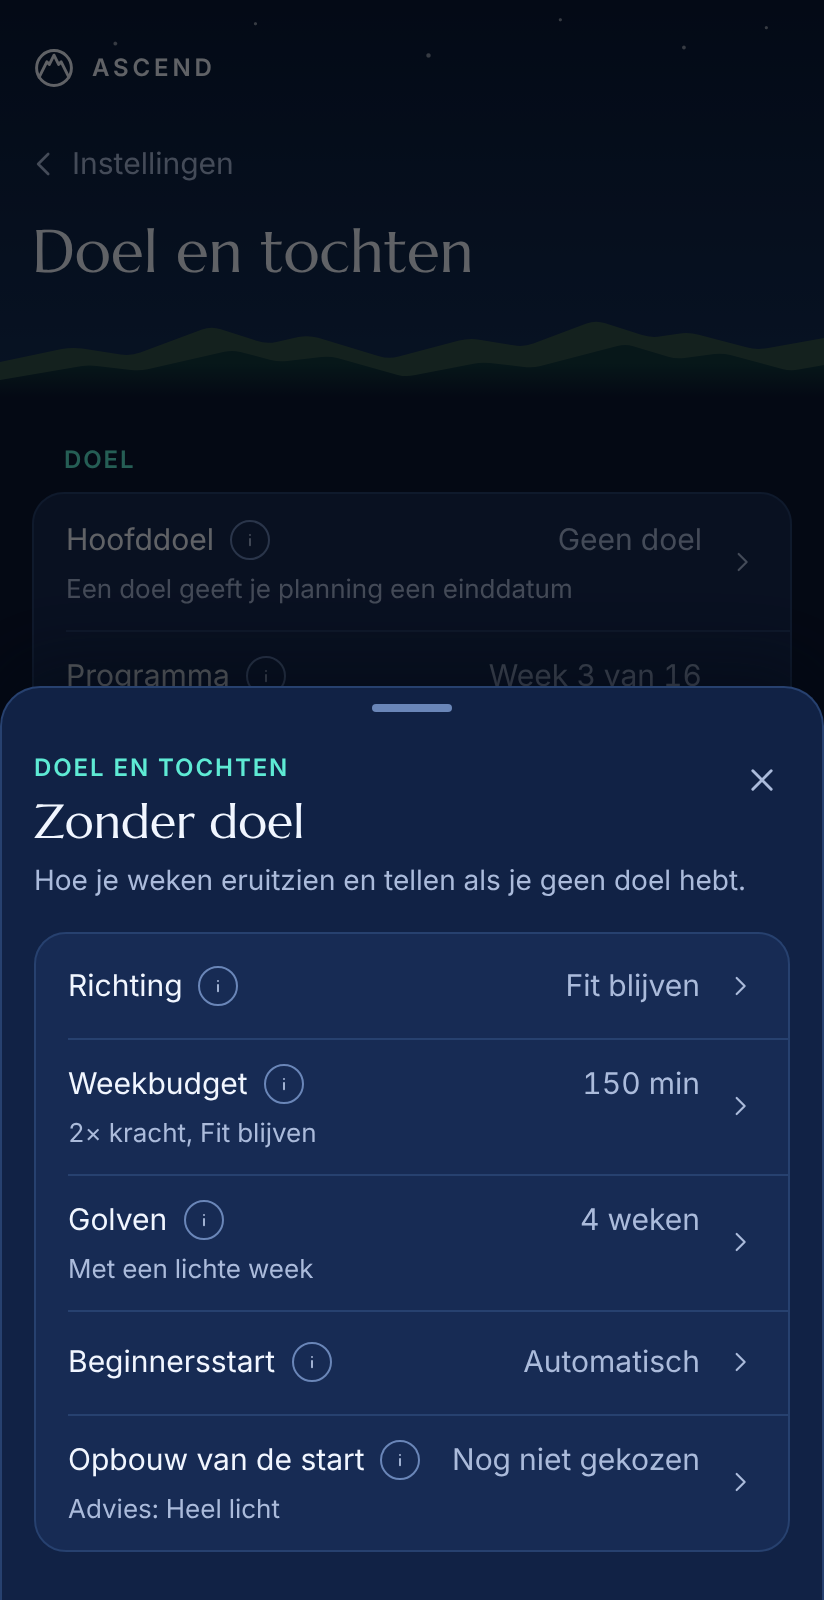 ASCEND
Instellingen
Doel en tochten
DOEL
Hoofddoel i Geen doel
Een doel geeft je planning een einddatum
Programma i Week 3 van 16
DOEL EN TOCHTEN
Zonder doel
Hoe je weken eruitzien en tellen als je geen doel hebt.
Richting i Fit blijven
Weekbudget i 150 min
2× kracht, Fit blijven
Golven i 4 weken
Met een lichte week
Beginnersstart i Automatisch
Opbouw van de start i Nog niet gekozen
Advies: Heel licht